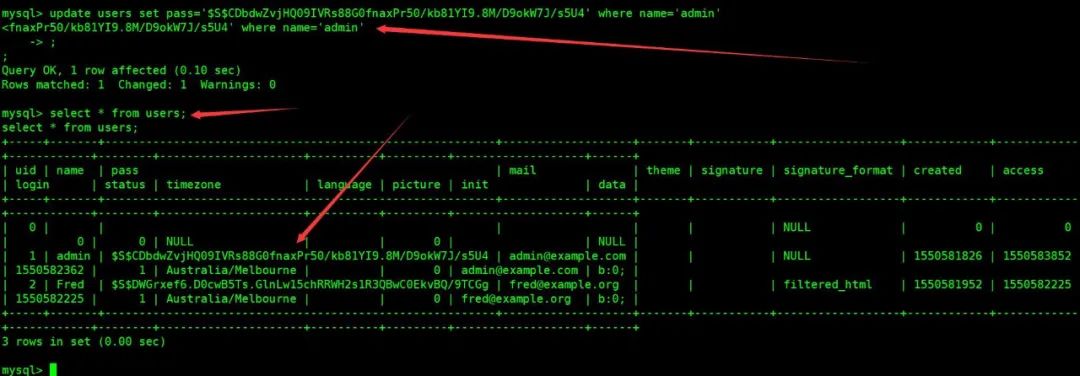 mysql> update users set pass='$S$CDbdwZvjHQ09IVRs88G0fnaxPr50/kb81YI9.8M/D9okW7J/s5U4' where name='admin'
<fnaxPr50/kb81YI9.8M/D9okW7J/s5U4' where name='admin'
-> ;
;
Query OK, 1 row affected (0.10 sec)
Rows matched: 1 Changed: 1 Warnings: 0
mysql> select * from users;
select * from users;
| uid | name | pass | mail | theme | signature | signature_format | created | access
| login | status | timezone | language | picture | init | data |
| 0 | | | | | | NULL | 0 | 0
| 0 | 0 | NULL | | 0 | | NULL |
| 1 | admin | $S$CDbdwZvjHQ09IVRs88G0fnaxPr50/kb81YI9.8M/D9okW7J/s5U4 | admin@example.com | | | NULL | 1550581826 | 1550583852
| 1550582362 | 1 | Australia/Melbourne | | 0 | admin@example.com | b:0; |
| 2 | Fred | $S$DWGrxef6.D0cwB5Ts.GlnLw15chRRWH2s1R3QBwC0EkvBQ/9TCGg | fred@example.org | | | filtered_html | 1550581952 | 1550582225
| 1550582225 | 1 | Australia/Melbourne | | 0 | fred@example.org | b:0; |
3 rows in set (0.00 sec)
mysql>